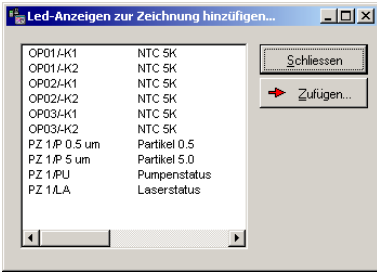 Led-Anzeigen zur Zeichnung hinzufügen...
OP01/-K1 NTC 5K
OP01/-K2 NTC 5K
OP02/-K1 NTC 5K
OP02/-K2 NTC 5K
OP03/-K1 NTC 5K
OP03/-K2 NTC 5K
PZ 1/P 0.5 um Partikel 0.5
PZ 1/P 5 um Partikel 5.0
PZ 1/PU Pumpenstatus
PZ 1/LA Laserstatus
Schliessen
Zufügen...